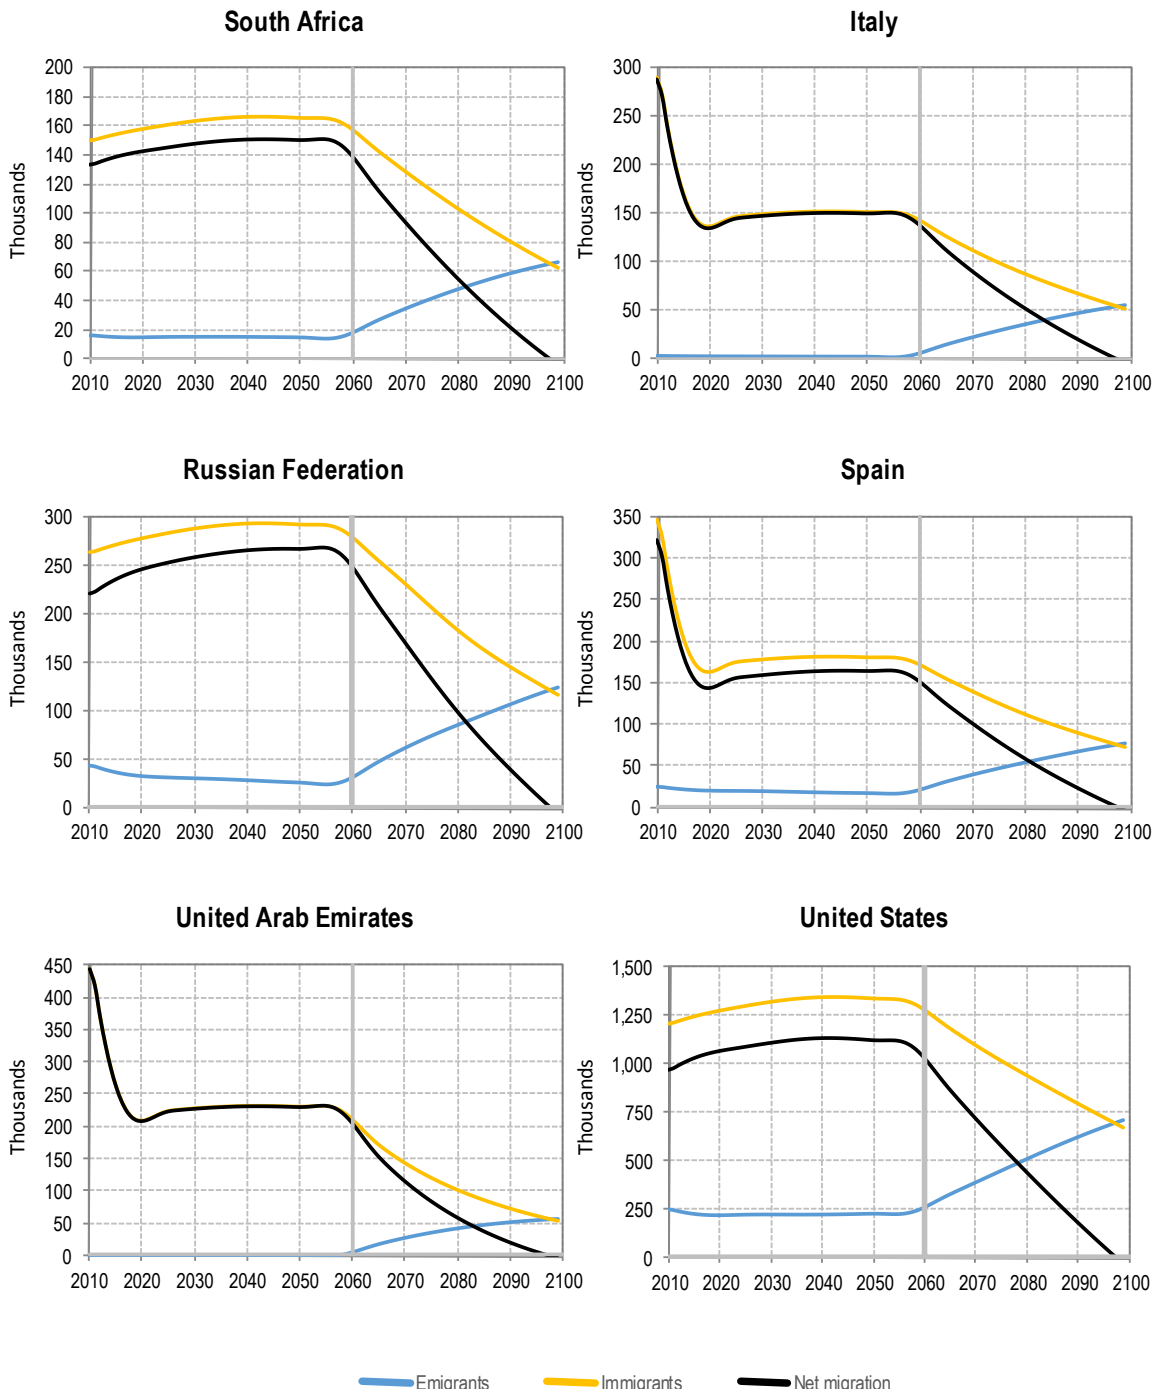 South Africa
Italy
200
180
160
140
120
100
80
60
40
20
0
Thousands
2010 2020 2030 2040 2050 2060 2070 2080 2090 2100
300
250
200
150
100
50
0
Thousands
2010 2020 2030 2040 2050 2060 2070 2080 2090 2100
Russian Federation
Spain
300
250
200
150
100
50
0
Thousands
2010 2020 2030 2040 2050 2060 2070 2080 2090 2100
350
300
250
200
150
100
50
0
Thousands
2010 2020 2030 2040 2050 2060 2070 2080 2090 2100
United Arab Emirates
United States
450
400
350
300
250
200
150
100
50
0
Thousands
2010 2020 2030 2040 2050 2060 2070 2080 2090 2100
1,500
1,250
1,000
750
500
250
0
Thousands
2010 2020 2030 2040 2050 2060 2070 2080 2090 2100
Emigrants Immigrants Net migration